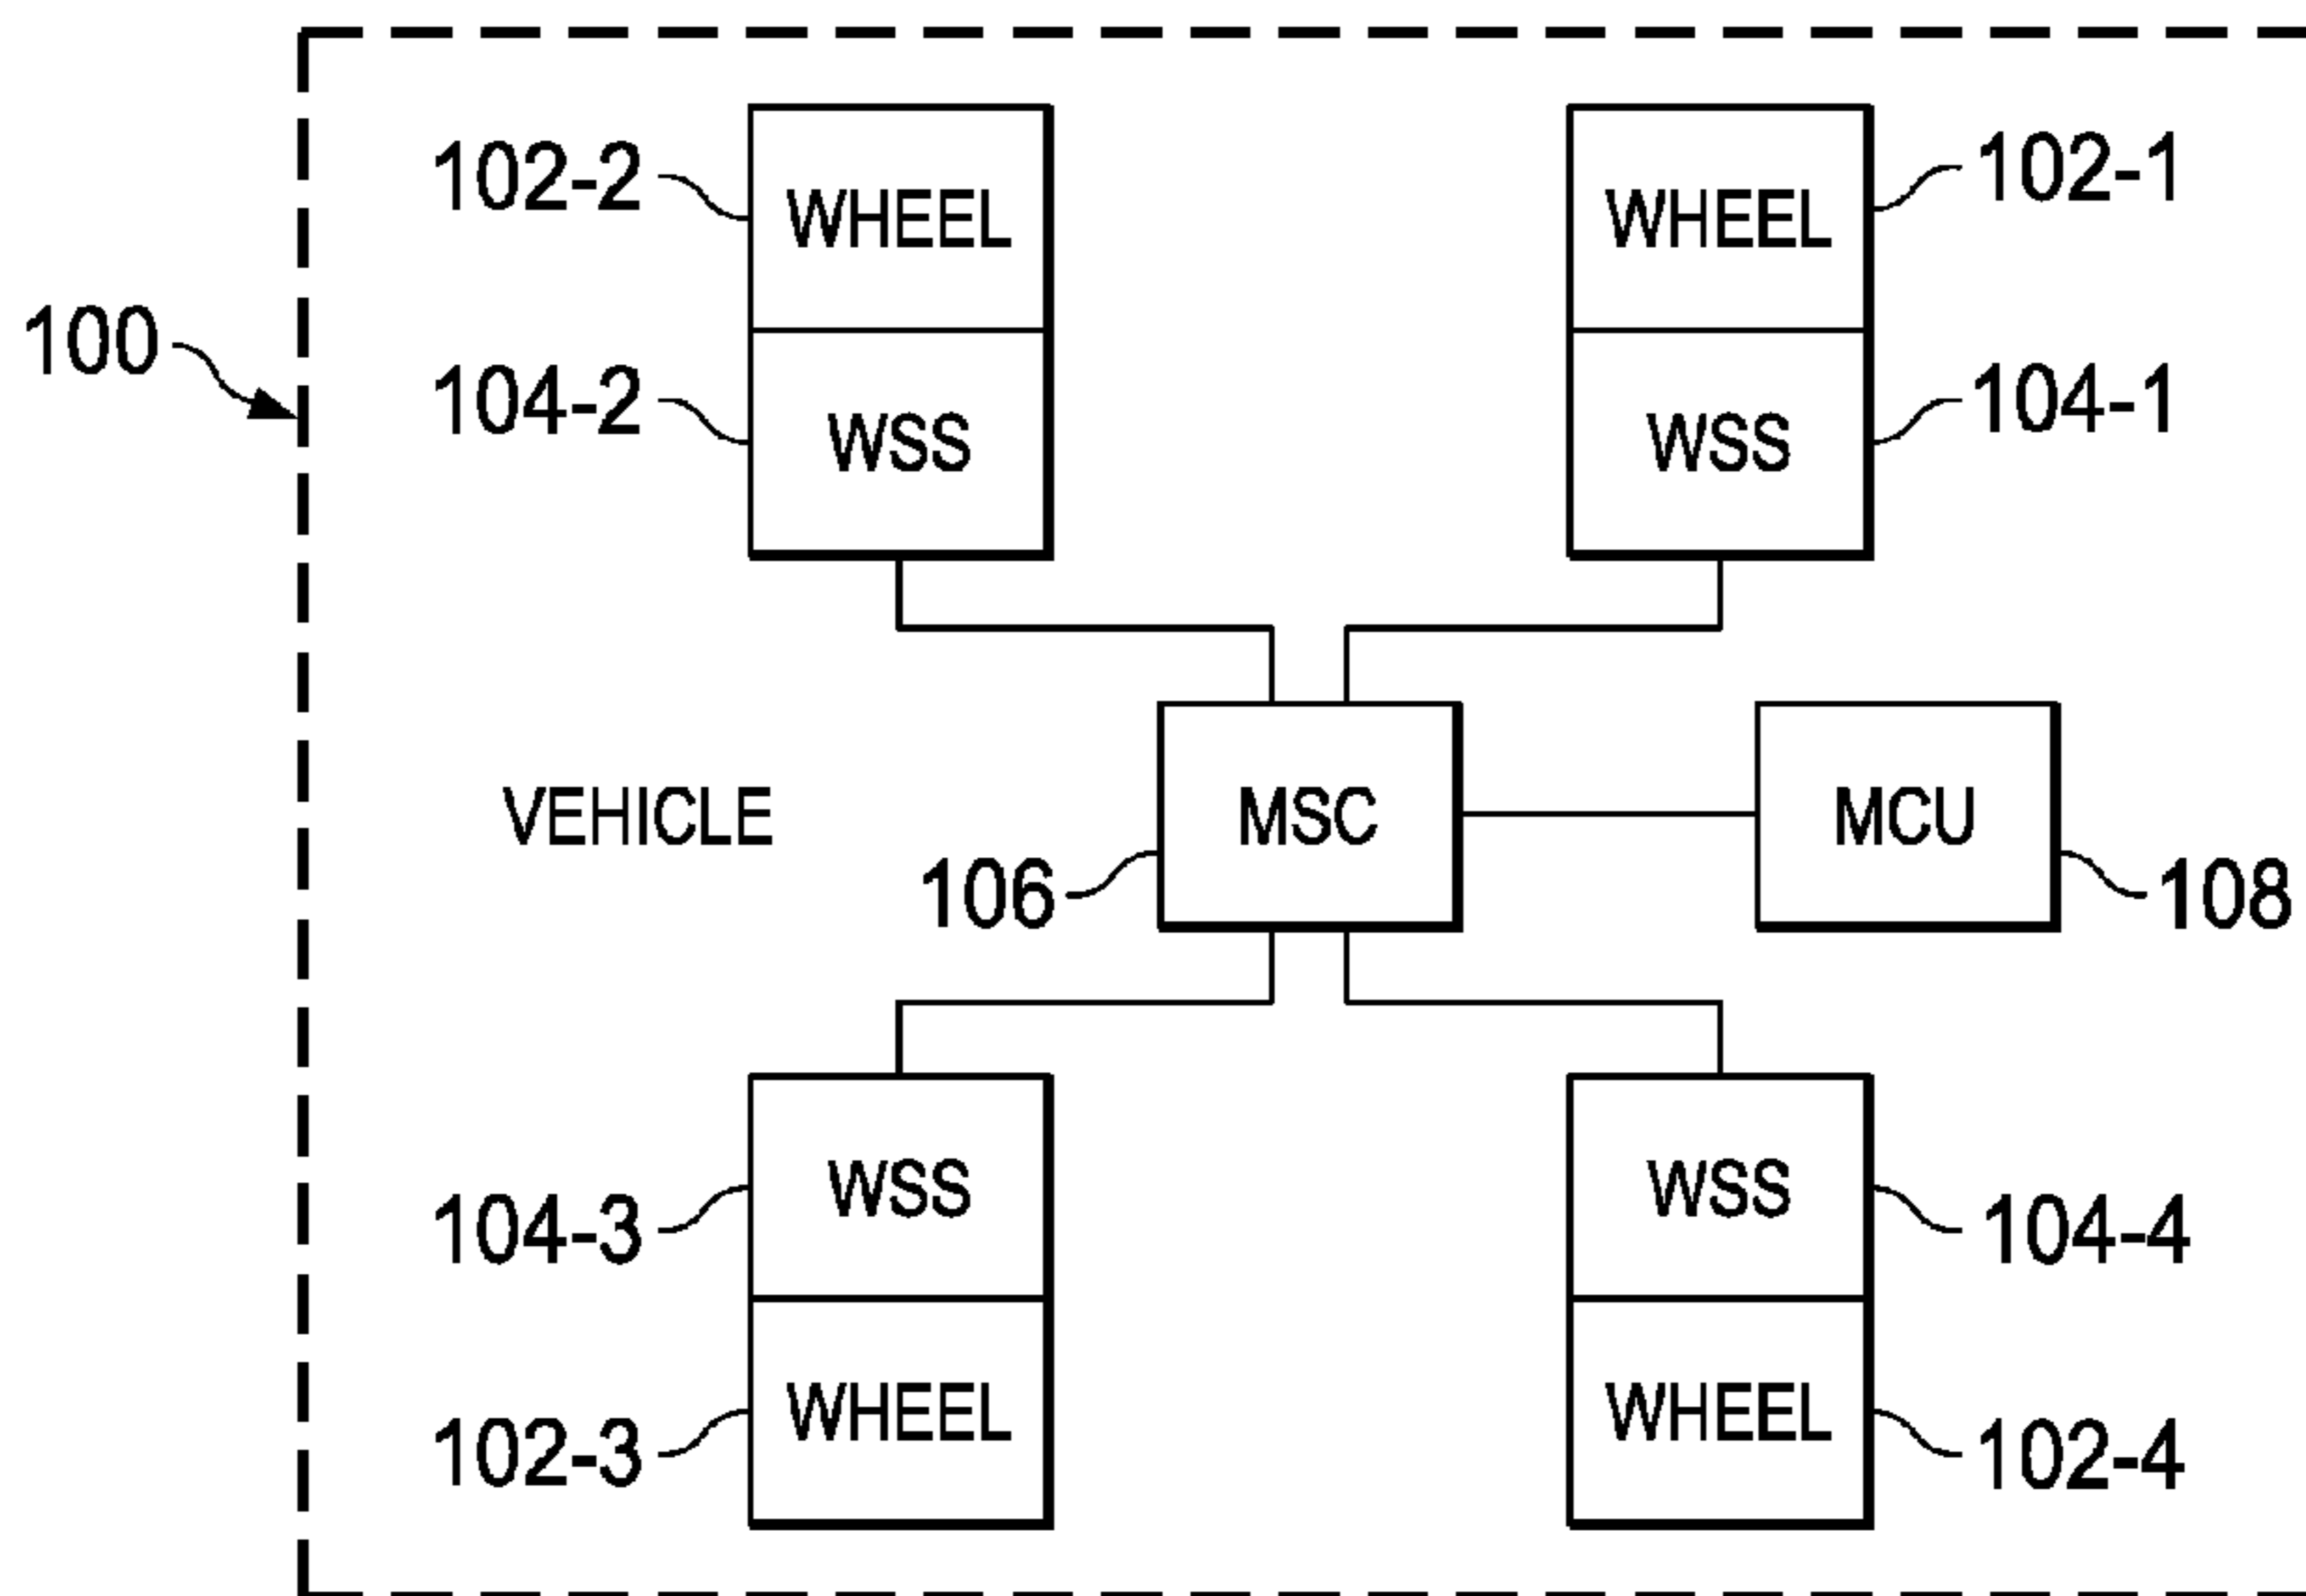 102-2 WHEEL WHEEL 102-1
100 104-2 WSS WSS 104-1
VEHICLE MSC MCU
106 108
104-3 WSS WSS 104-4
102-3 WHEEL WHEEL 102-4